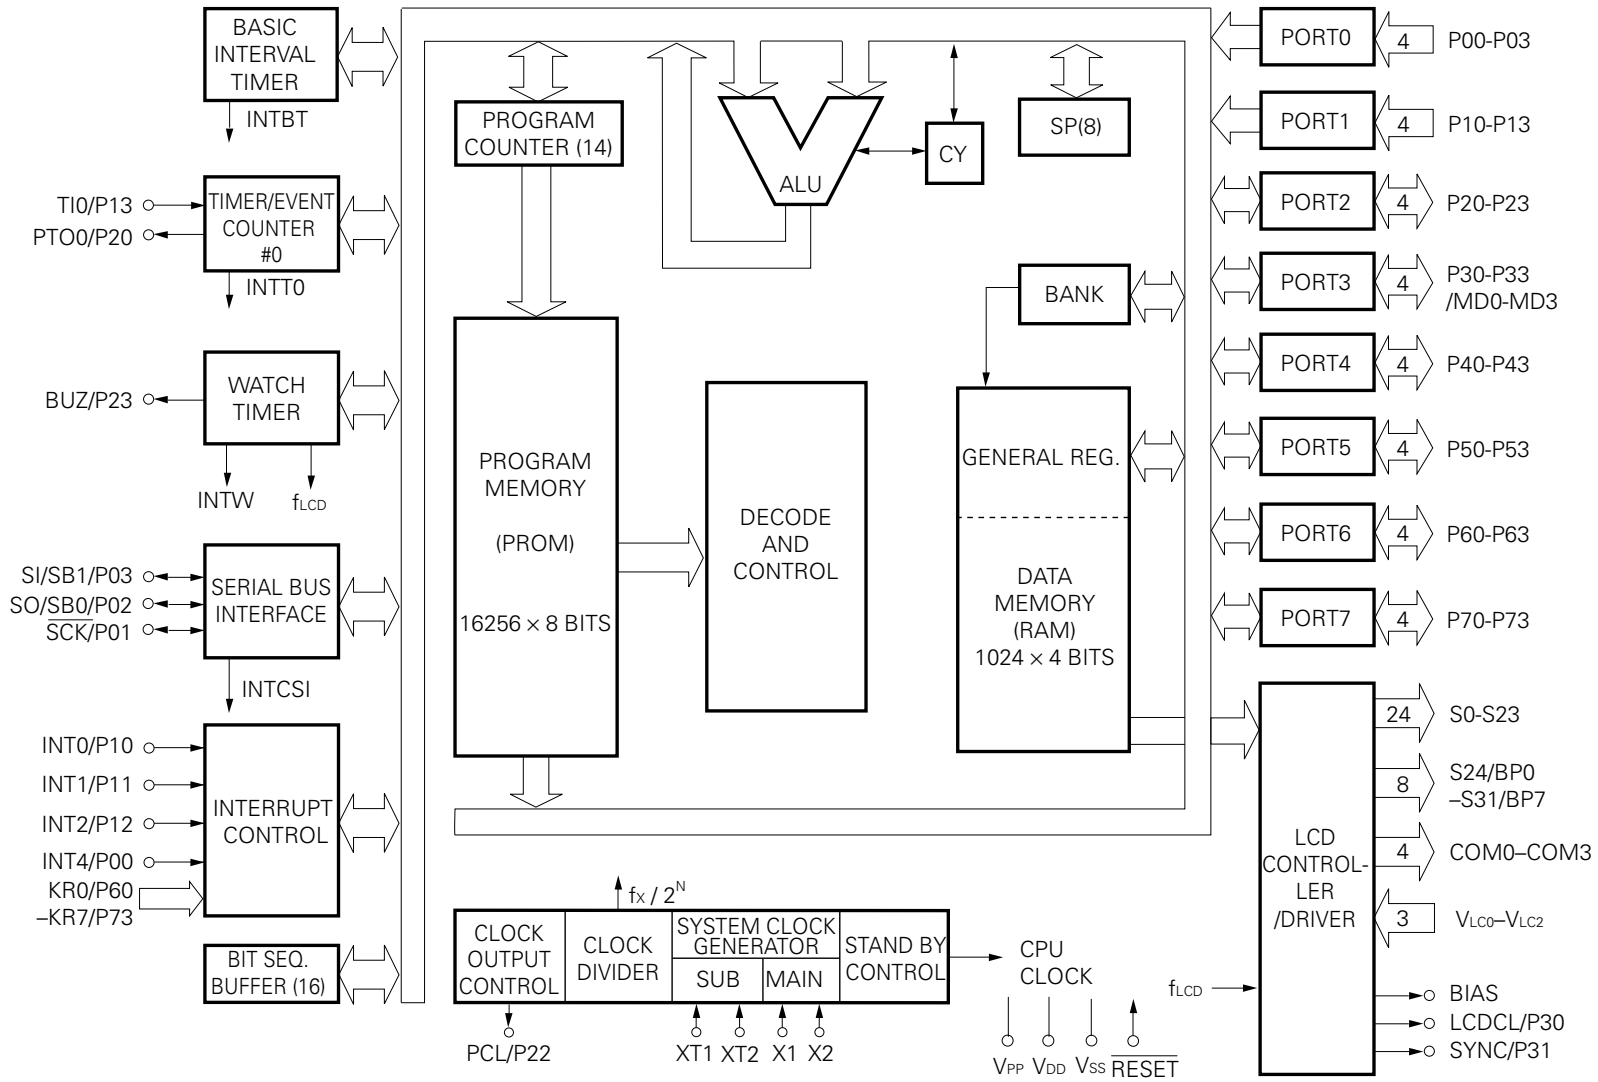 BASIC
INTERVAL
TIMER
INTBT
TI0/P13
PTO0/P20
TIMER/EVENT
COUNTER
#0
INTT0
BUZ/P23
WATCH
TIMER
INTW
fLCD
SI/SB1/P03
SO/SB0/P02
SCK/P01
SERIAL BUS
INTERFACE
INTCSI
INT0/P10
INT1/P11
INT2/P12
INT4/P00
KR0/P60
–KR7/P73
INTERRUPT
CONTROL
BIT SEQ.
BUFFER (16)
PROGRAM
COUNTER (14)
ALU
CY
SP(8)
BANK
PROGRAM
MEMORY
(PROM)
16256 × 8 BITS
DECODE
AND
CONTROL
GENERAL REG.
DATA
MEMORY
(RAM)
1024 × 4 BITS
fX / 2N
CLOCK
OUTPUT
CONTROL
CLOCK
DIVIDER
SYSTEM CLOCK
GENERATOR
SUB
MAIN
STAND BY
CONTROL
CPU
CLOCK
PCL/P22
XT1
XT2
X1
X2
VPP
VDD
VSS
RESET
PORT0
4
P00-P03
PORT1
4
P10-P13
PORT2
4
P20-P23
PORT3
4
P30-P33
/MD0-MD3
PORT4
4
P40-P43
PORT5
4
P50-P53
PORT6
4
P60-P63
PORT7
4
P70-P73
LCD
CONTROL-
LER
/DRIVER
24
S0-S23
8
S24/BP0
–S31/BP7
4
COM0–COM3
3
VLC0–VLC2
fLCD
BIAS
LCDCL/P30
SYNC/P31